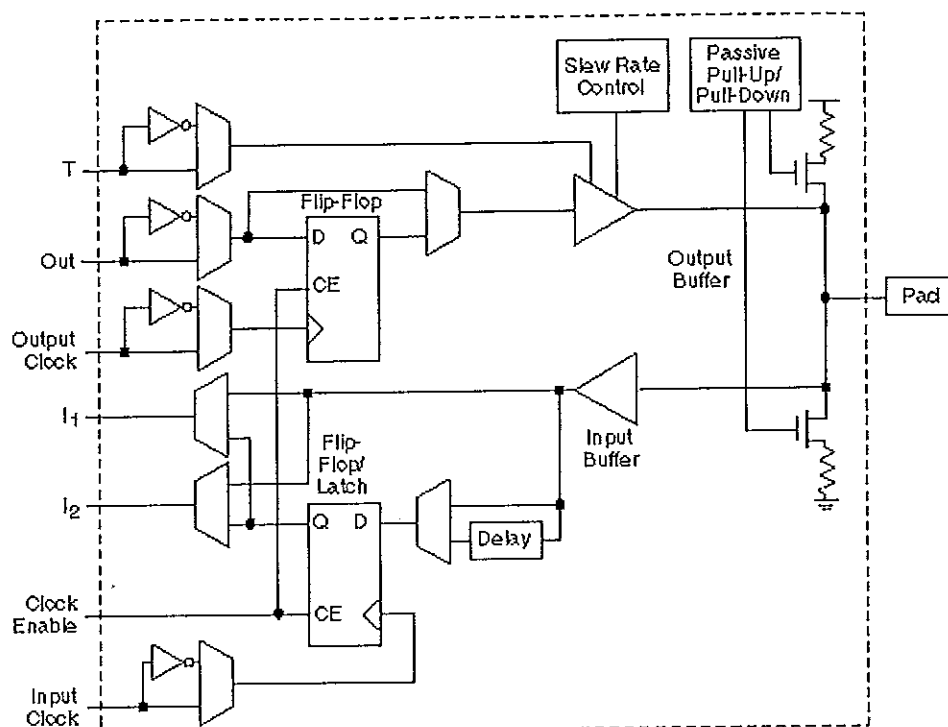 Slew Rate
Control
Passive
Pull-Up/
Pull-Down
T
Flip-Flop
D Q
CE
Out
Output
Buffer
Pad
Output
Clock
I1
Input
Buffer
Flip-
Flop/
Latch
I2
Q D
Delay
CE
Clock
Enable
Input
Clock